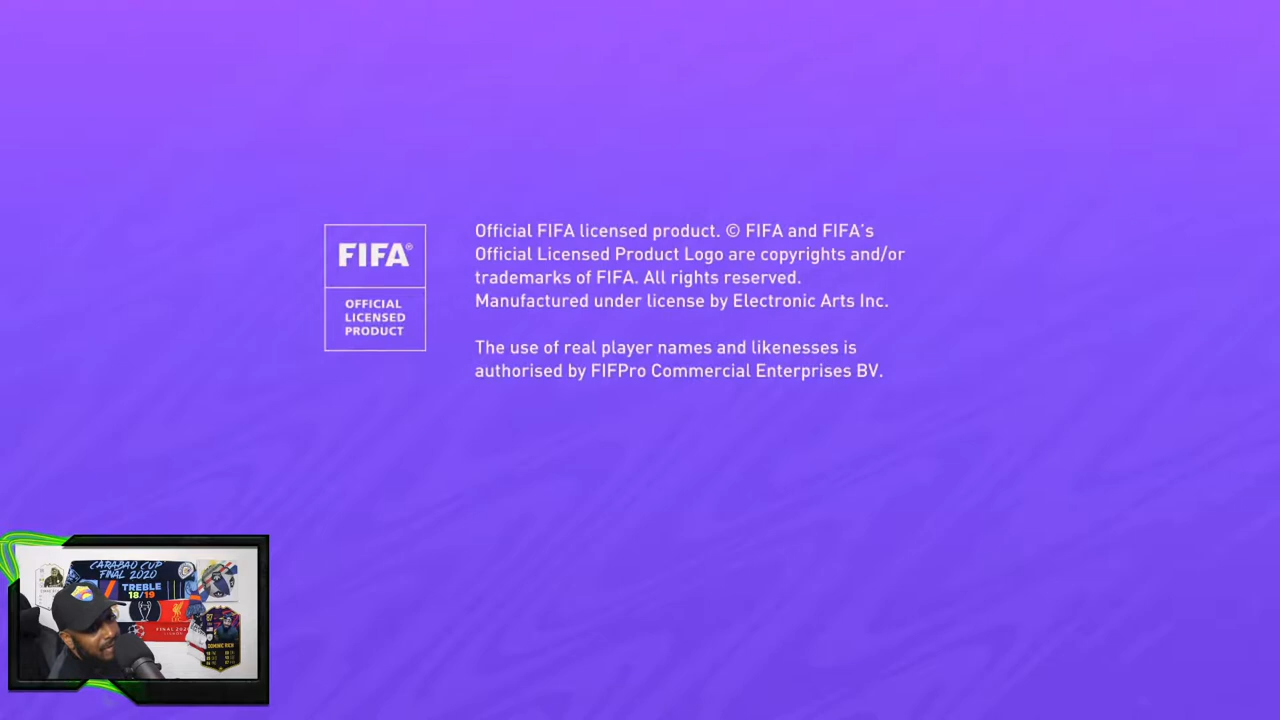 FIFA®
OFFICIAL
LICENSED
PRODUCT
Official FIFA licensed product. © FIFA and FIFA's
Official Licensed Product Logo are copyrights and/or
trademarks of FIFA. All rights reserved.
Manufactured under license by Electronic Arts Inc.
The use of real player names and likenesses is
authorised by FIFPro Commercial Enterprises BV.
CARABAO CUP
FINAL 2020
TREBLE
18/19
87